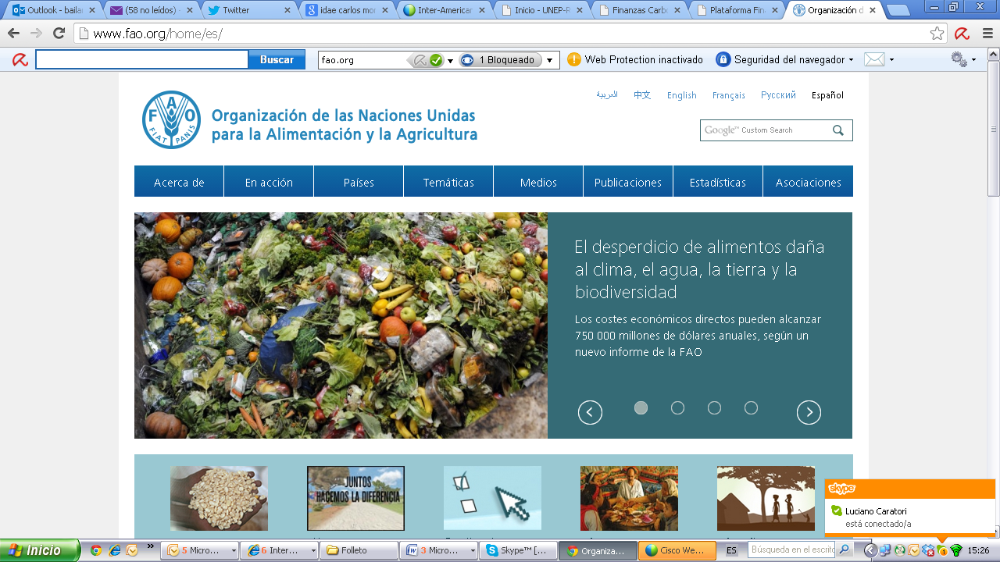 Outlook - baila
(58 no leídos) -
Twitter
idae carlos mor
Inter-American
Inicio - UNEP-R
Finanzas Carb
Plataforma Fin
Organización d
www.fao.org/home/es/
Buscar
fao.org
1 Bloqueado
Web Protection inactivado
Seguridad del navegador
العربية
中文
English
Français
Русский
Español
FAO
FIAT PANIS
Organización de las Naciones Unidas
para la Alimentación y la Agricultura
Google™ Custom Search
Acerca de
En acción
Países
Temáticas
Medios
Publicaciones
Estadísticas
Asociaciones
El desperdicio de alimentos daña
al clima, el agua, la tierra y la
biodiversidad
Los costes económicos directos pueden alcanzar
750 000 millones de dólares anuales, según un
nuevo informe de la FAO
JUNTOS
HACEMOS LA DIFERENCIA
skype
Luciano Caratori
está conectado/a
Inicio
»
5 Micros...
6 Inter...
Folleto
3 Micros...
Skype™ [...
Organiza...
Cisco We...
ES
Búsqueda en el escrito
15:26